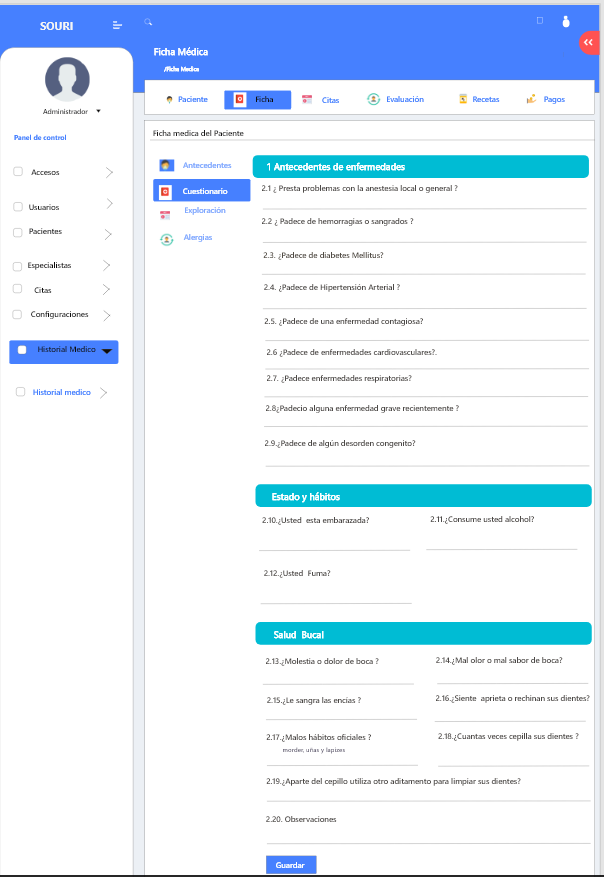 SOURI
Ficha Médica
/Ficha Medica
Administrador
Panel de control
Accesos
Usuarios
Pacientes
Especialistas
Citas
Configuraciones
Historial Medico
Historial medico
Paciente
Ficha
Citas
Evaluación
Recetas
Pagos
Ficha medica del Paciente
Antecedentes
Cuestionario
Exploración
Alergias
1 Antecedentes de enfermedades
2.1 ¿ Presta problemas con la anestesia local o general ?
2.2 ¿ Padece de hemorragias o sangrados ?
2.3. ¿Padece de diabetes Mellitus?
2.4. ¿Padece de Hipertensión Arterial ?
2.5. ¿Padece de una enfermedad contagiosa?
2.6 ¿Padece de enfermedades cardiovasculares?.
2.7. ¿Padece enfermedades respiratorias?
2.8¿Padecio alguna enfermedad grave recientemente ?
2.9.¿Padece de algún desorden congenito?
Estado y hábitos
2.10.¿Usted esta embarazada?
2.11.¿Consume usted alcohol?
2.12.¿Usted Fuma?
Salud Bucal
2.13.¿Molestia o dolor de boca ?
2.14.¿Mal olor o mal sabor de boca?
2.15.¿Le sangra las encías ?
2.16.¿Siente aprieta o rechinan sus dientes?
2.17.¿Malos hábitos oficiales ?
morder, uñas y lapizes
2.18.¿Cuantas veces cepilla sus dientes ?
2.19.¿Aparte del cepillo utiliza otro aditamento para limpiar sus dientes?
2.20. Observaciones
Guardar